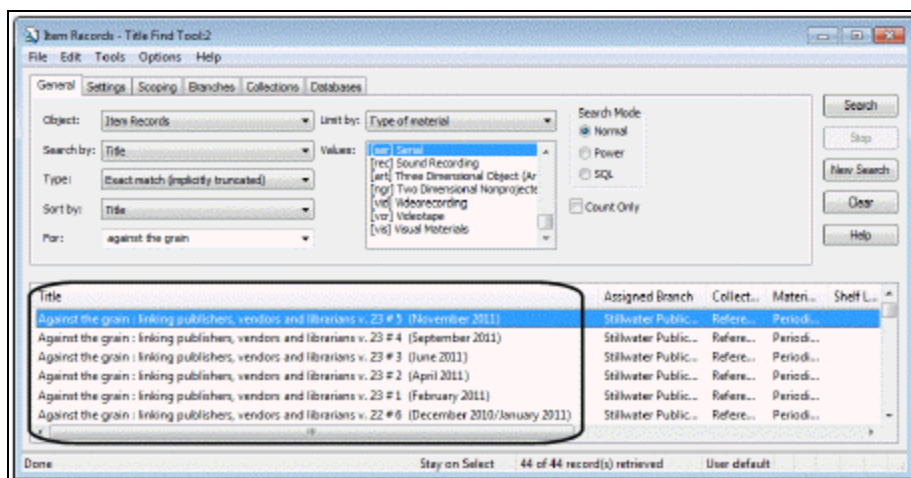 Item Records - Title Find Tool:2
File Edit Tools Options Help
General Settings Scoping Branches Collections Databases
Object: Item Records Limit by: Type of material Search Mode Search
Normal
Search by: Title Values: [ser] Serial Power Stop
[rec] Sound Recording
Type: Exact match (implicitly truncated) [art] Three Dimensional Object (Ar SQL New Search
[ngr] Two Dimensional Nonprojecte
Sort by: Title [vid] Videorecording Count Only Clear
[vcr] Videotape
For: against the grain [vis] Visual Materials Help
Title Assigned Branch Collect... Materi... Shelf L...
Against the grain : linking publishers, vendors and librarians v. 23 # 5 (November 2011) Stillwater Public... Refere... Periodi...
Against the grain : linking publishers, vendors and librarians v. 23 # 4 (September 2011) Stillwater Public... Refere... Periodi...
Against the grain : linking publishers, vendors and librarians v. 23 # 3 (June 2011) Stillwater Public... Refere... Periodi...
Against the grain : linking publishers, vendors and librarians v. 23 # 2 (April 2011) Stillwater Public... Refere... Periodi...
Against the grain : linking publishers, vendors and librarians v. 23 # 1 (February 2011) Stillwater Public... Refere... Periodi...
Against the grain : linking publishers, vendors and librarians v. 22 # 6 (December 2010/January 2011) Stillwater Public... Refere... Periodi...
Done Stay on Select 44 of 44 record(s) retrieved User default